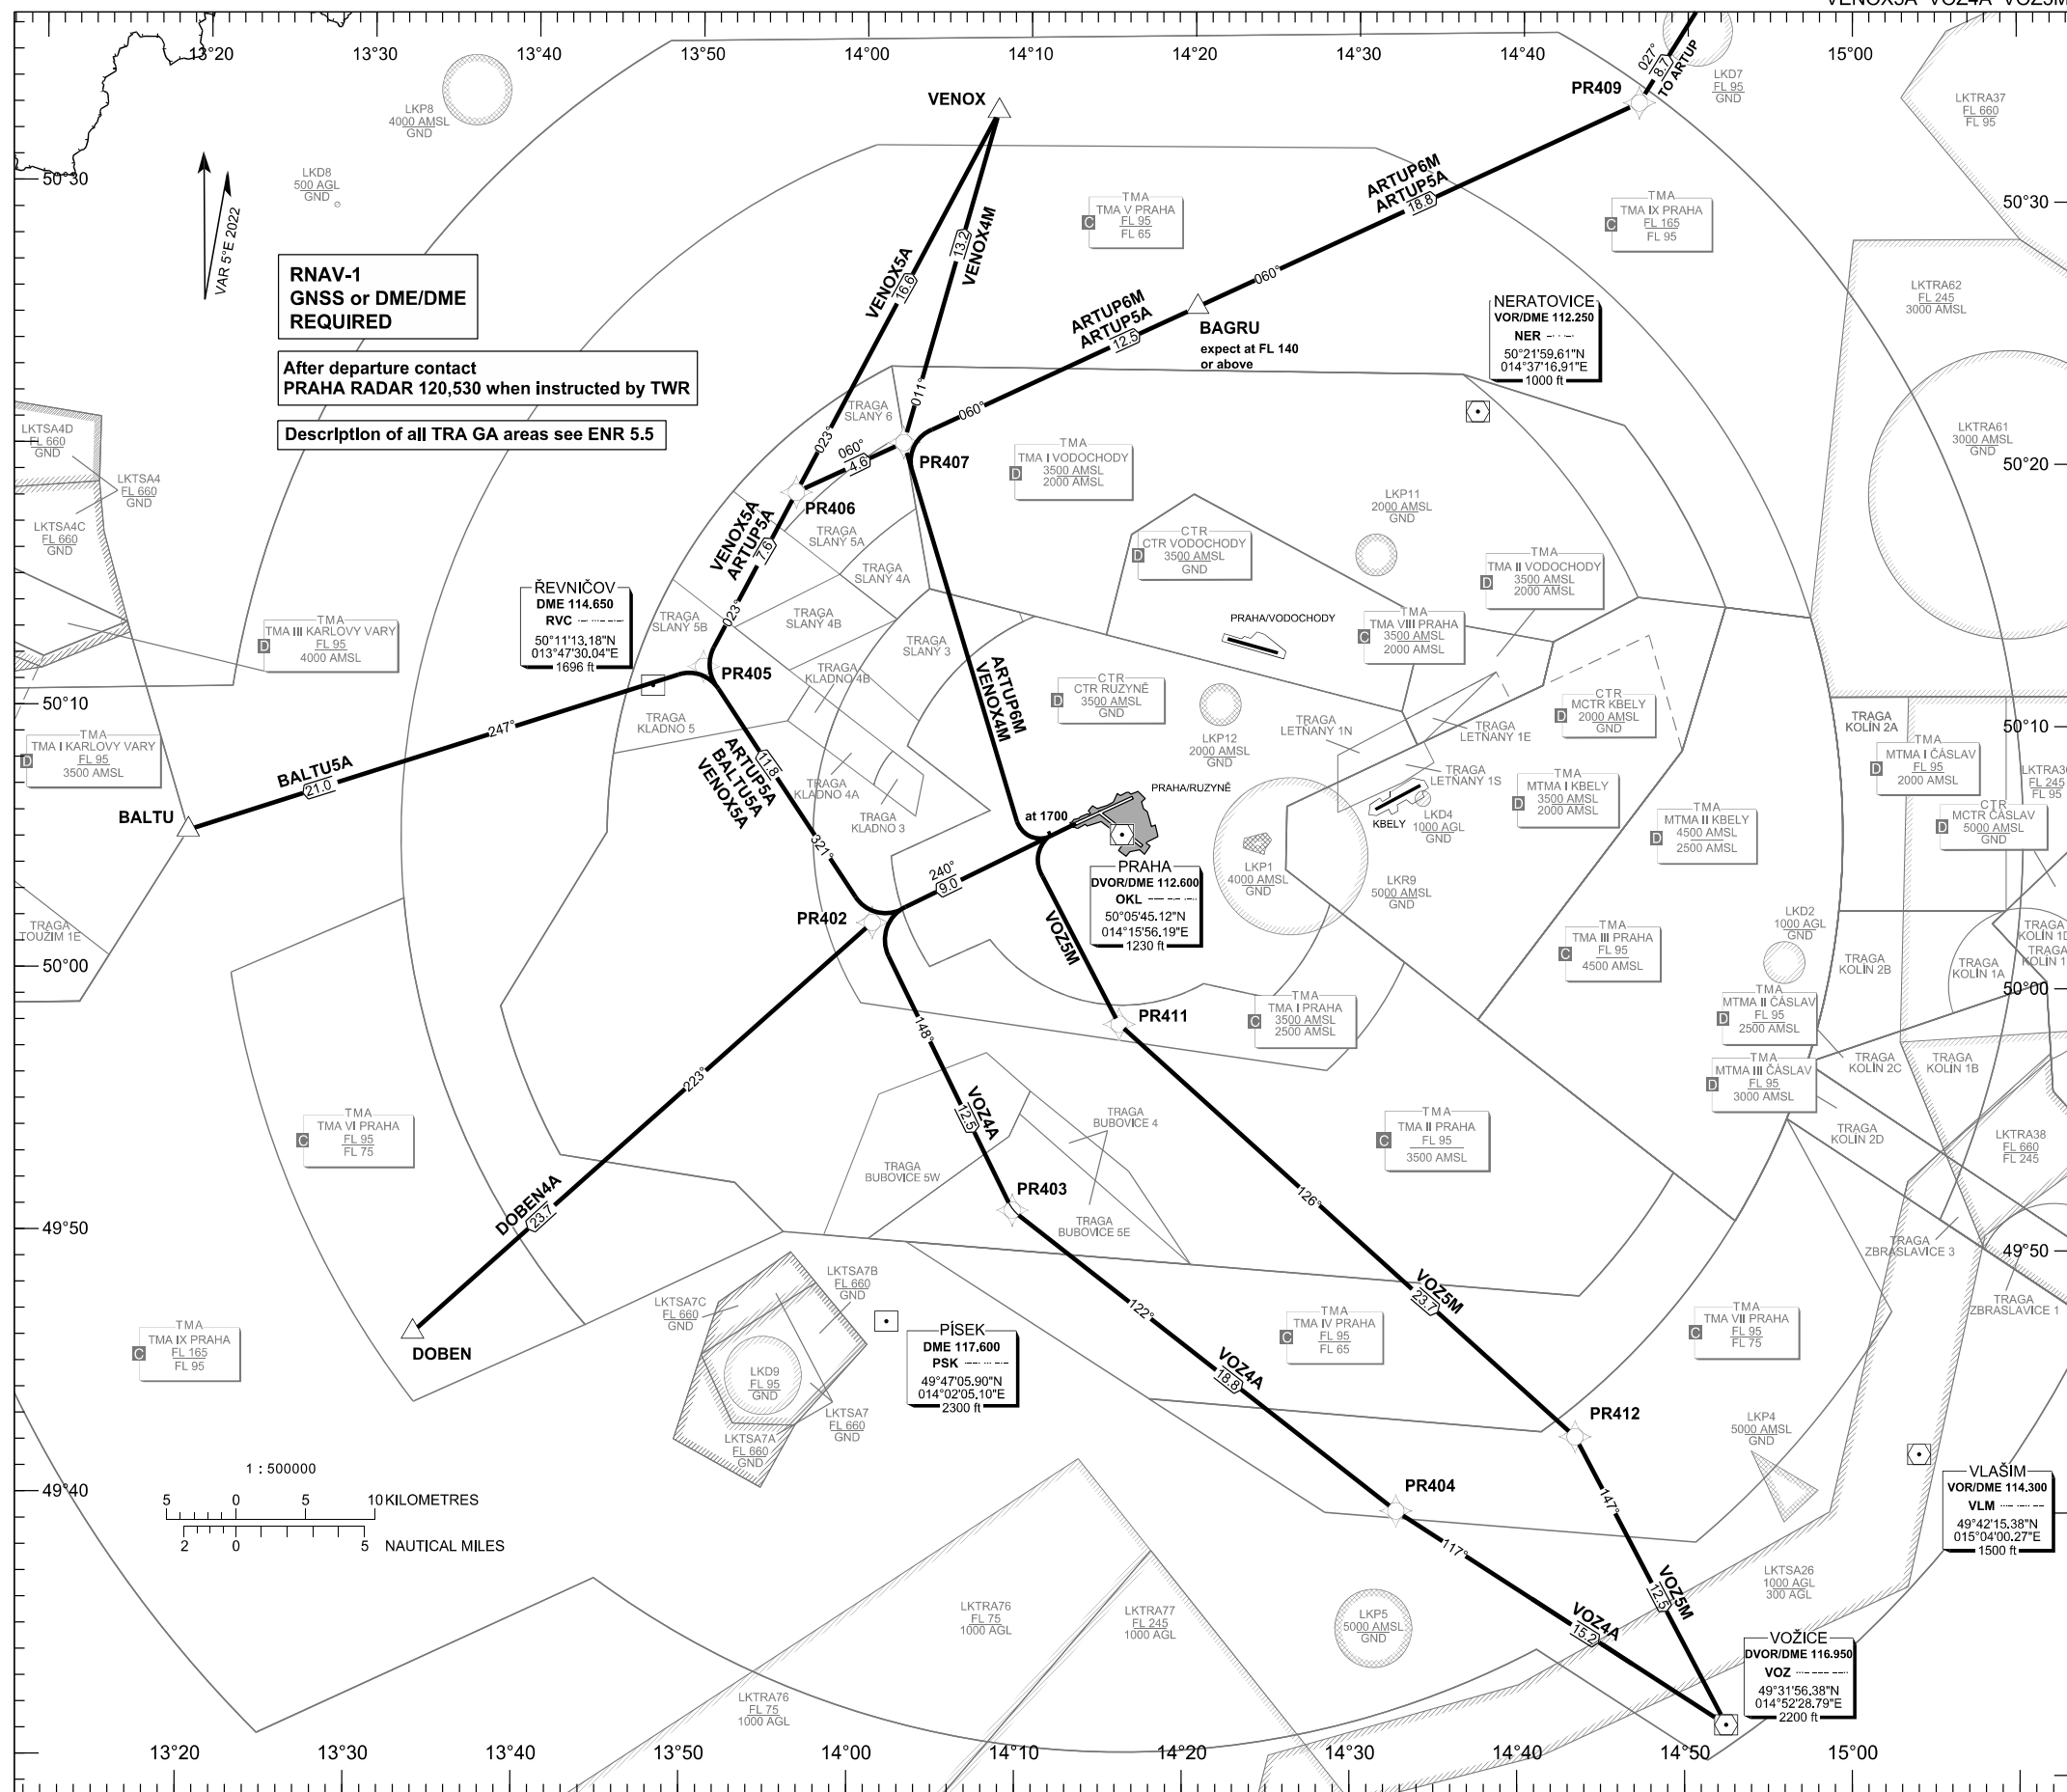 VENOX5A VOZ4A VOZ5M
13°20
13°30
13°40
13°50
14°00
14°10
14°20
14°30
14°40
15°00
027°
8.7
TO ARTUP
PR409
VENOX
LKP8
4000 AMSL
GND
LKD7
FL 95
GND
LKTRA37
FL 660
FL 95
50°30
50°30
LKD8
500 AGL
GND
VAR 5°E 2022
TMA
TMA V PRAHA
C
FL 95
FL 65
ARTUP6M
ARTUP5A
18.8
TMA
TMA IX PRAHA
C
FL 165
FL 95
RNAV-1
GNSS or DME/DME
REQUIRED
VENOX5A
16.6
13.2
VENOX4M
060°
LKTRA62
FL 245
3000 AMSL
ARTUP6M
ARTUP5A
12.5
BAGRU
expect at FL 140
or above
NERATOVICE
VOR/DME 112.250
NER
50°21'59.61"N
014°37'16.91"E
1000 ft
After departure contact
PRAHA RADAR 120,530 when instructed by TWR
Description of all TRA GA areas see ENR 5.5
TRAGA
SLANÝ 6
011°
060°
023°
060°
4.6
PR407
PR406
LKTSA4D
FL 660
GND
LKTSA4
FL 660
GND
LKTSA4C
FL 660
GND
TMA
TMA I VODOCHODY
D
3500 AMSL
2000 AMSL
LKTRA61
3000 AMSL
GND
50°20
LKP11
2000 AMSL
GND
VENOX5A
ARTUP5A
7.6
023°
TRAGA
SLANÝ 5A
TRAGA
SLANÝ 4A
CTR
CTR VODOCHODY
D
3500 AMSL
GND
TMA
TMA II VODOCHODY
D
3500 AMSL
2000 AMSL
ŘEVNIČOV
DME 114.650
RVC
50°11'13.18"N
013°47'30.04"E
1696 ft
TRAGA
SLANÝ 5B
TRAGA
SLANÝ 4B
TRAGA
SLANÝ 3
PRAHA/VODOCHODY
TMA
TMA VIII PRAHA
C
3500 AMSL
2000 AMSL
TMA
TMA III KARLOVY VARY
D
FL 95
4000 AMSL
PR405
TRAGA
KLADNO 4B
ARTUP6M
VENOX4M
CTR
CTR RUZYNĚ
D
3500 AMSL
GND
LKP12
2000 AMSL
GND
CTR
MCTR KBELY
D
2000 AMSL
GND
50°10
50°10
TRAGA
KLADNO 5
TRAGA
LETŇANY 1N
TRAGA
LETŇANY 1E
TRAGA
LETŇANY 1S
TRAGA
KOLÍN 2A
TMA
MTMA I ČÁSLAV
D
FL 95
2000 AMSL
TMA
TMA I KARLOVY VARY
D
FL 95
3500 AMSL
247°
BALTU5A
21.0
BALTU
11.8
ARTUP5A
BALTU5A
VENOX5A
321°
TRAGA
KLADNO 4A
TRAGA
KLADNO 3
PRAHA/RUZYNĚ
at 1700
KBELY
LKD4
1000 AGL
GND
TMA
MTMA I KBELY
D
3500 AMSL
2000 AMSL
TMA
MTMA II KBELY
D
4500 AMSL
2500 AMSL
FL 245
FL 95
CTR
MCTR ČÁSLAV
D
5000 AMSL
GND
LKP1
4000 AMSL
GND
LKR9
5000 AMSL
GND
PRAHA
DVOR/DME 112.600
OKL
50°05'45.12"N
014°15'56.19"E
1230 ft
240°
9.0
PR402
VOZ5M
LKD2
1000 AGL
GND
TRAGA
TOUŽIM 1E
TMA
TMA III PRAHA
C
FL 95
4500 AMSL
TRAGA
KOLÍN 2B
TRAGA
KOLÍN 1A
TRAGA
KOLÍN 1D
TRAGA
50°00
50°00
PR411
148°
TMA
TMA I PRAHA
C
3500 AMSL
2500 AMSL
TMA
MTMA II ČÁSLAV
D
FL 95
2500 AMSL
TMA
MTMA III ČÁSLAV
D
FL 95
3000 AMSL
TRAGA
KOLÍN 2C
TRAGA
KOLÍN 1B
223°
TMA
TMA VI PRAHA
C
FL 95
FL 75
VOZ4A
12.5
TRAGA
BUBOVICE 4
TMA
TMA II PRAHA
C
FL 95
3500 AMSL
TRAGA
KOLÍN 2D
LKTRA38
FL 660
FL 245
TRAGA
BUBOVICE 5W
PR403
126°
DOBEN4A
23.7
TRAGA
BUBOVICE 5E
49°50
49°50
TRAGA
ZBRASLAVICE 3
TRAGA
ZBRASLAVICE 1
LKTSA7B
FL 660
GND
LKTSA7C
FL 660
GND
122°
VOZ5M
23.7
DOBEN
PÍSEK
DME 117.600
PSK
49°47'05.90"N
014°02'05.10"E
2300 ft
TMA
TMA IV PRAHA
C
FL 95
FL 65
TMA
TMA VII PRAHA
C
FL 95
FL 75
TMA
TMA IX PRAHA
C
FL 165
FL 95
LKD9
FL 95
GND
VOZ4A
18.8
LKTSA7
FL 660
GND
LKTSA7A
FL 660
GND
PR412
LKP4
5000 AMSL
GND
1 : 500000
5 0 5 10 KILOMETRES
2 0 5 NAUTICAL MILES
49°40
PR404
147°
VLAŠIM
VOR/DME 114.300
VLM
49°42'15.38"N
015°04'00.27"E
1500 ft
117°
LKTRA76
FL 75
1000 AGL
LKTRA77
FL 245
1000 AGL
LKP5
5000 AMSL
GND
VOZ4A
15.2
VOZ5M
12.5
LKTSA26
1000 AGL
300 AGL
VOŽICE
DVOR/DME 116.950
VOZ
49°31'56.38"N
014°52'28.79"E
2200 ft
LKTRA76
FL 75
1000 AGL
13°20
13°30
13°40
13°50
14°00
14°10
14°20
14°30
14°40
14°50
15°00